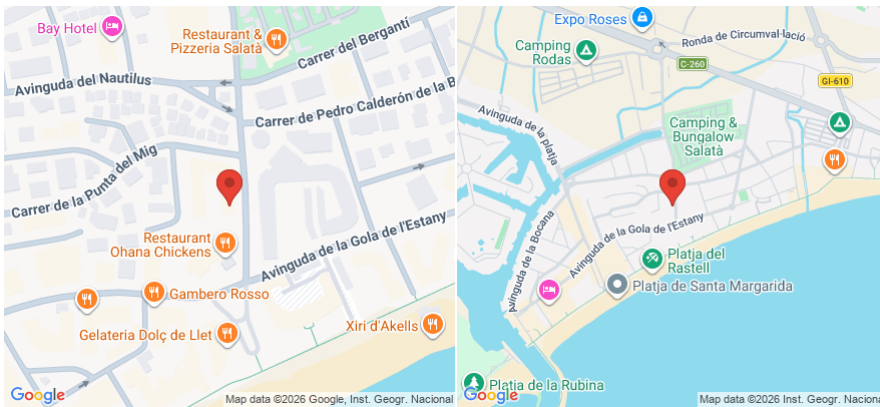 Bay Hotel
Restaurant &
Pizzeria Salatà
Carrer del Bergantí
Avinguda del Nautilus
Carrer de Pedro Calderón de la B
Carrer de la Punta del Mig
Avinguda de la Gola de l'Estany
Restaurant
Ohana Chickens
Gambero Rosso
Gelateria Dolç de Llet
Xiri d'Akells
Google
Map data ©2026 Google, Inst. Geogr. Nacional
Expo Roses
Ronda de Circumval·lació
Camping
Rodas
C-260
GI-610
Avinguda de la platja
Camping &
Bungalow
Salatà
Avinguda de la Bocana
Avinguda de la Gola de l'Estany
Platja del
Rastell
Platja de Santa Margarida
Platja de la Rubina
Google
Map data ©2026 Inst. Geogr. Nacional